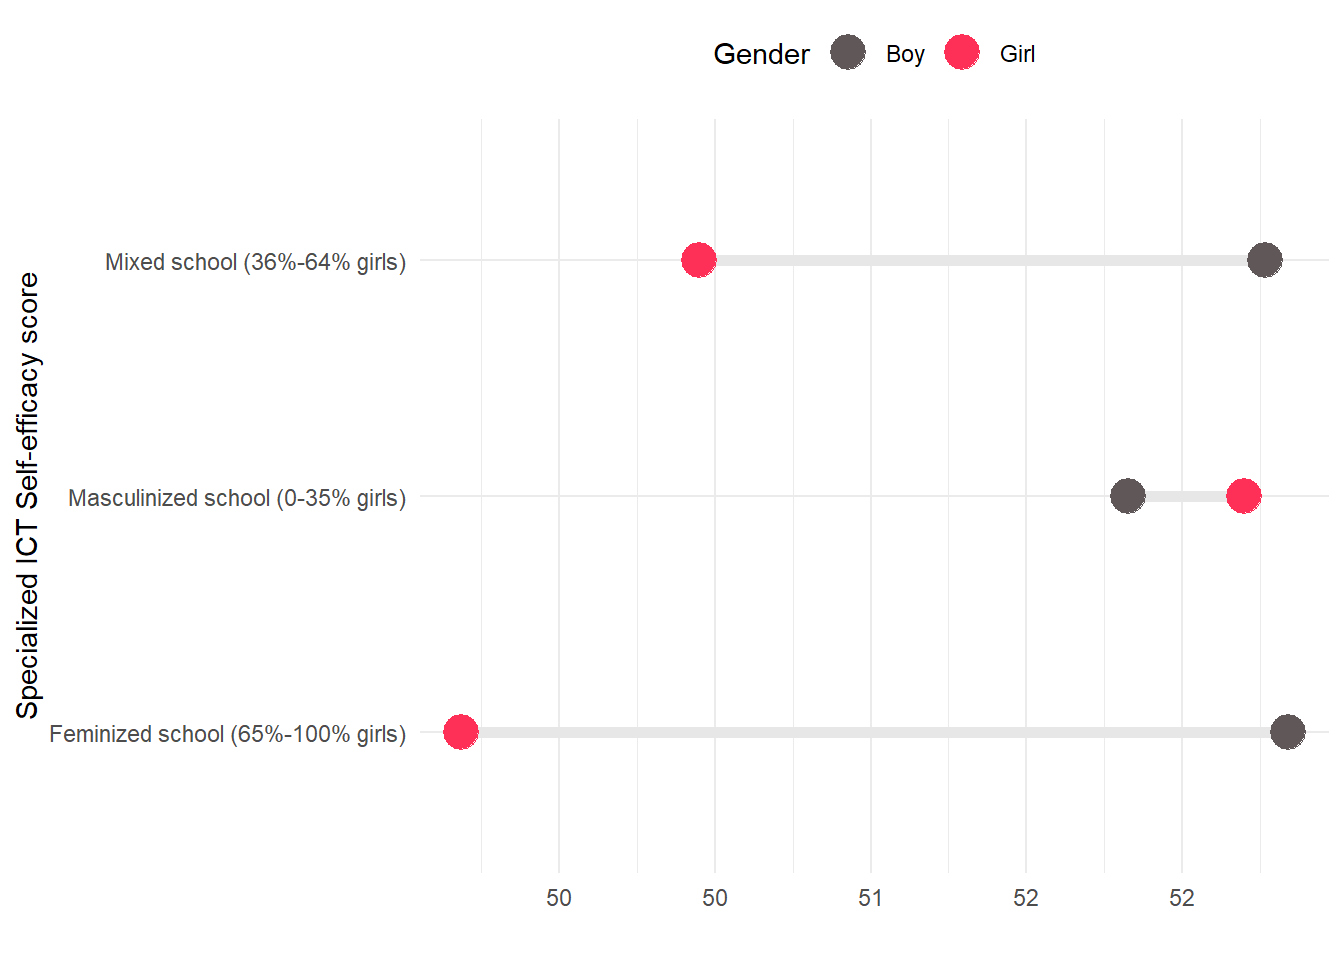 Gender Boy Girl
Specialized ICT Self-efficacy score
Mixed school (36%-64% girls)
Masculinized school (0-35% girls)
Feminized school (65%-100% girls)
50 50 51 52 52